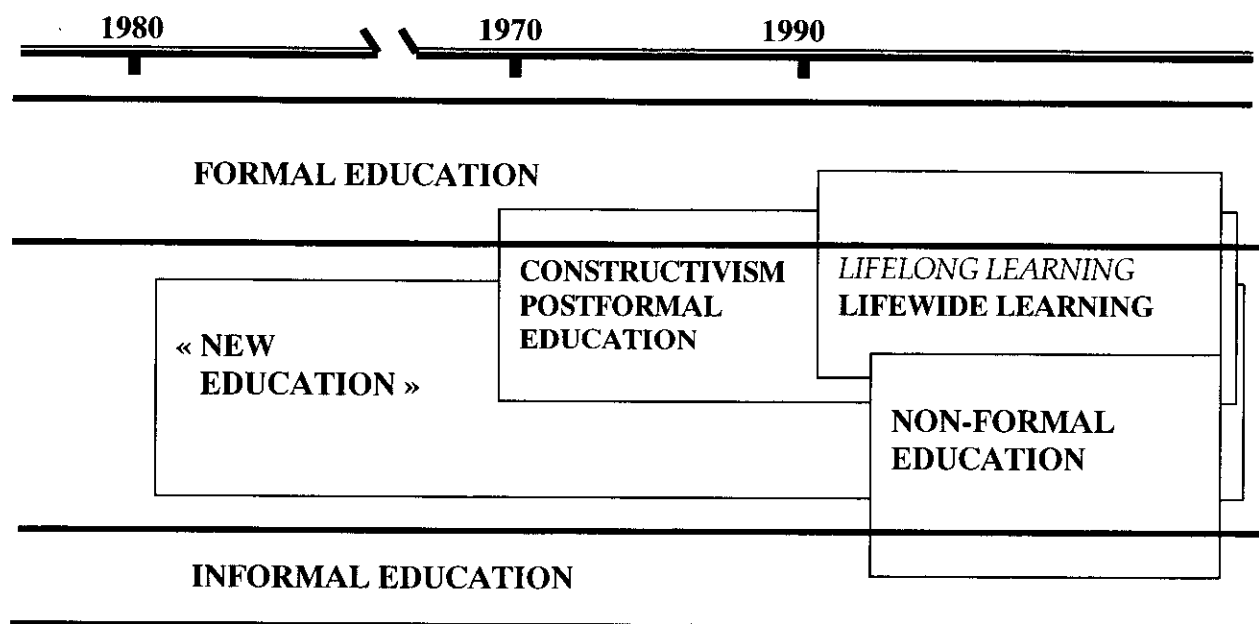 1980 1970 1990
FORMAL EDUCATION
CONSTRUCTIVISM
POSTFORMAL
EDUCATION
LIFELONG LEARNING
LIFEWIDE LEARNING
« NEW
EDUCATION »
NON-FORMAL
EDUCATION
INFORMAL EDUCATION